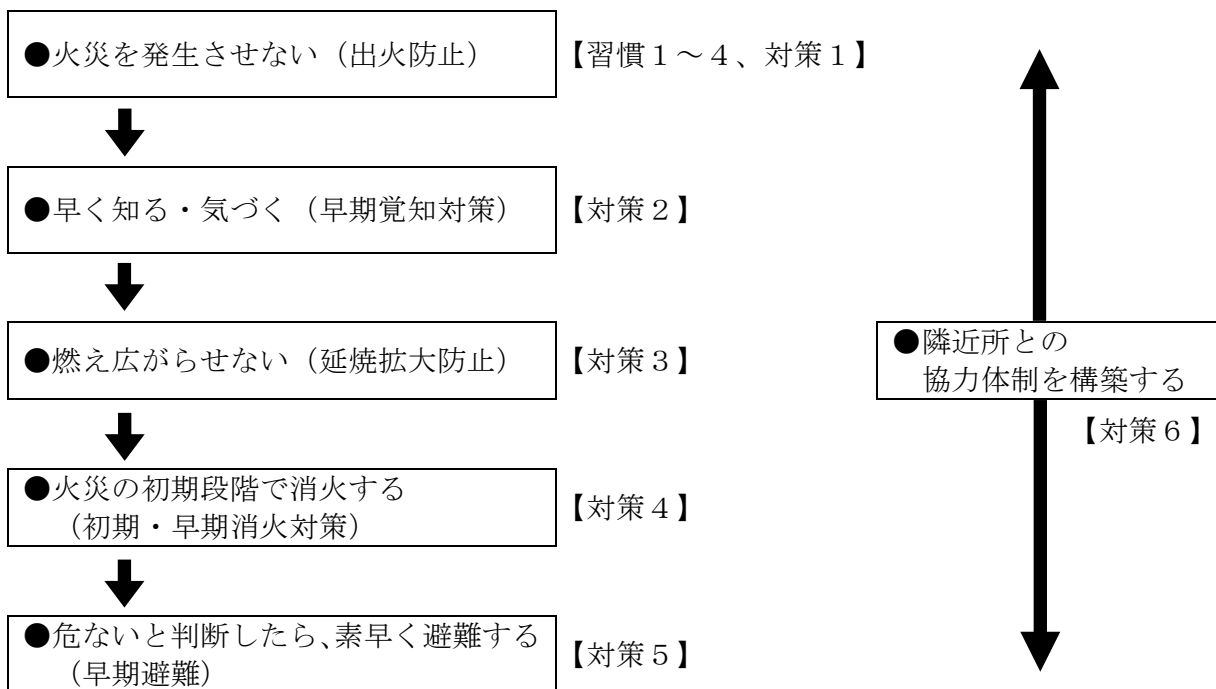 ●火災を発生させない（出火防止）
【習慣１～４、対策１】
●早く知る・気づく（早期覚知対策）
【対策２】
●燃え広がらせない（延焼拡大防止）
【対策３】
●隣近所との
協力体制を構築する
【対策６】
●火災の初期段階で消火する
（初期・早期消火対策）
【対策４】
●危ないと判断したら、素早く避難する
（早期避難）
【対策５】